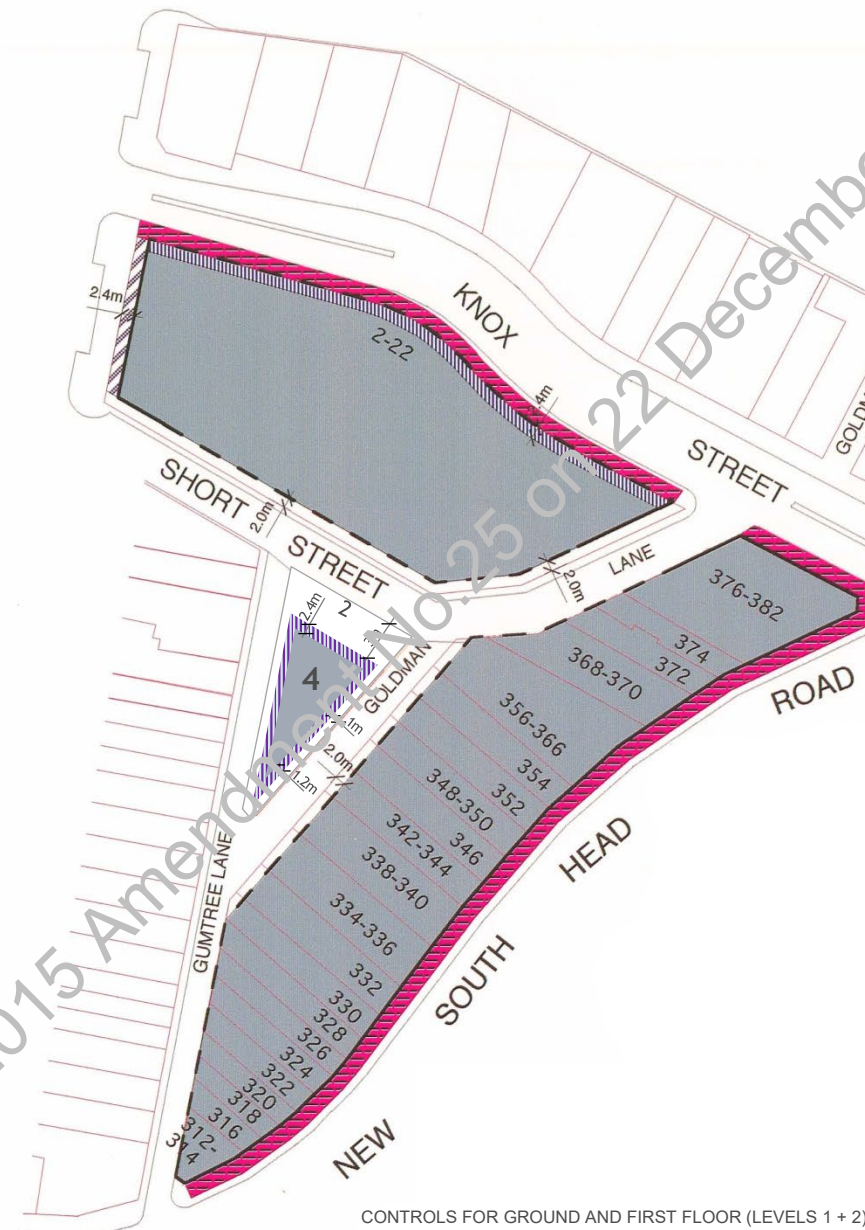 KNOX
STREET
2.4m
2-22
SHORT
STREET
2.0m
LANE
2.0m
GOLDMAN
2
2.4m
4
1.2m
2.0m
GUMTREE LANE
376-382
374
372
368-370
356-366
354
352
348-350
346
342-344
338-340
334-336
332
330
328
326
324
322
320
318
316
312-
314
NEW
SOUTH
HEAD
ROAD
2015 Amendment No.25 on 22 December
CONTROLS FOR GROUND AND FIRST FLOOR (LEVELS 1 + 2)